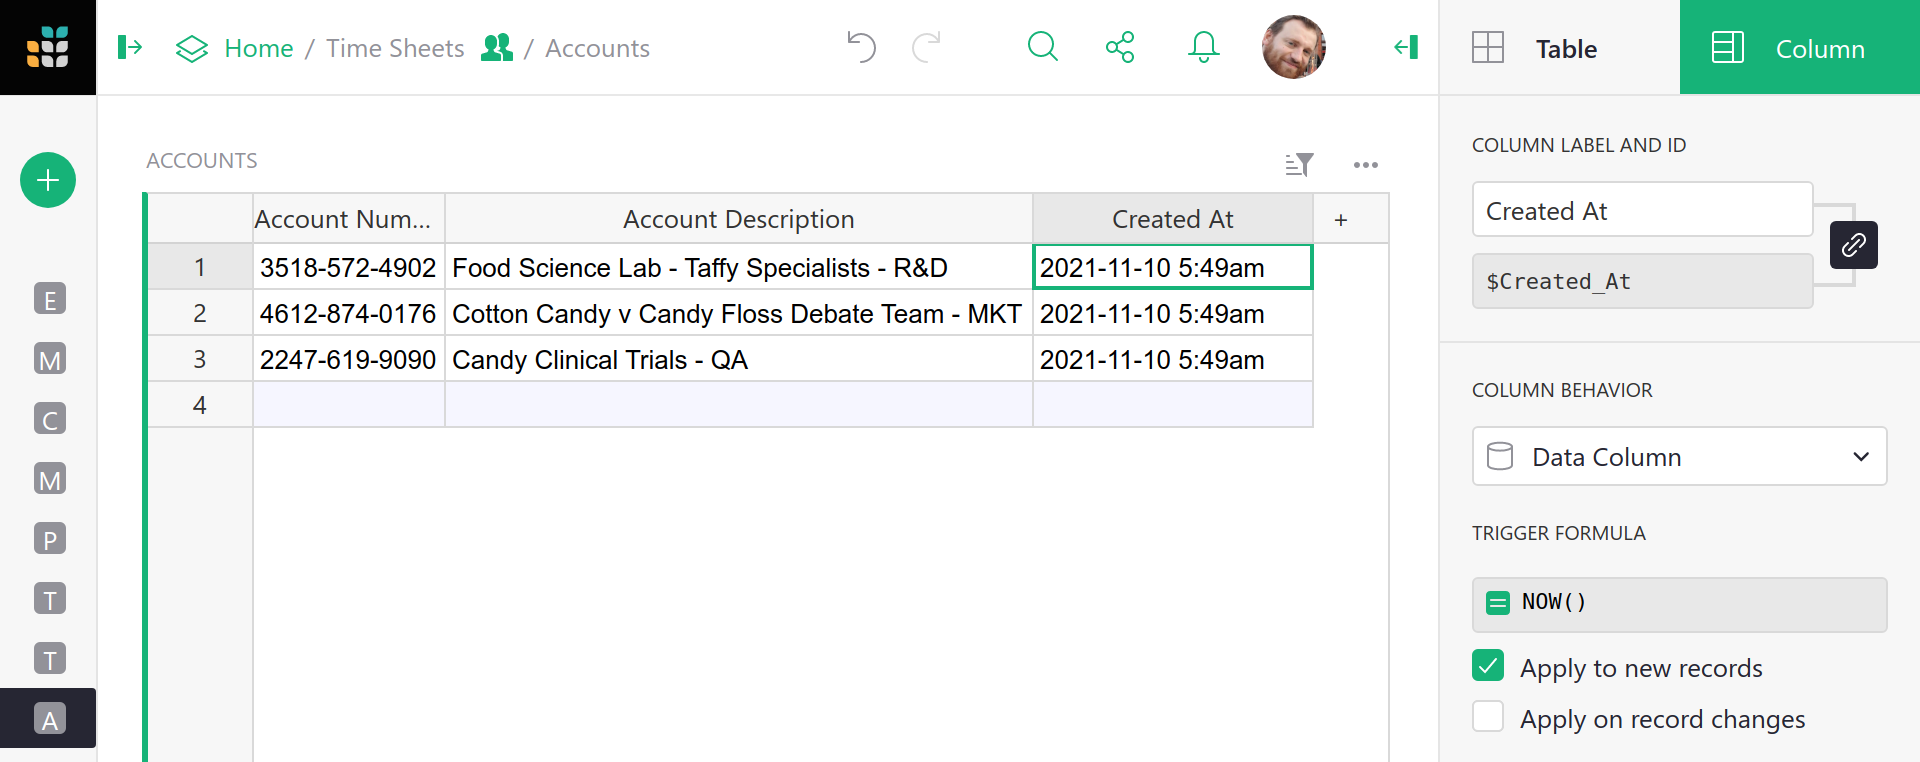 Home / Time Sheets / Accounts
Table
Column
ACCOUNTS
Account Num... Account Description Created At +
1 3518-572-4902 Food Science Lab - Taffy Specialists - R&D 2021-11-10 5:49am
2 4612-874-0176 Cotton Candy v Candy Floss Debate Team - MKT 2021-11-10 5:49am
3 2247-619-9090 Candy Clinical Trials - QA 2021-11-10 5:49am
4
E
M
C
M
P
T
T
A
COLUMN LABEL AND ID
Created At
$Created_At
COLUMN BEHAVIOR
Data Column
TRIGGER FORMULA
NOW()
Apply to new records
Apply on record changes